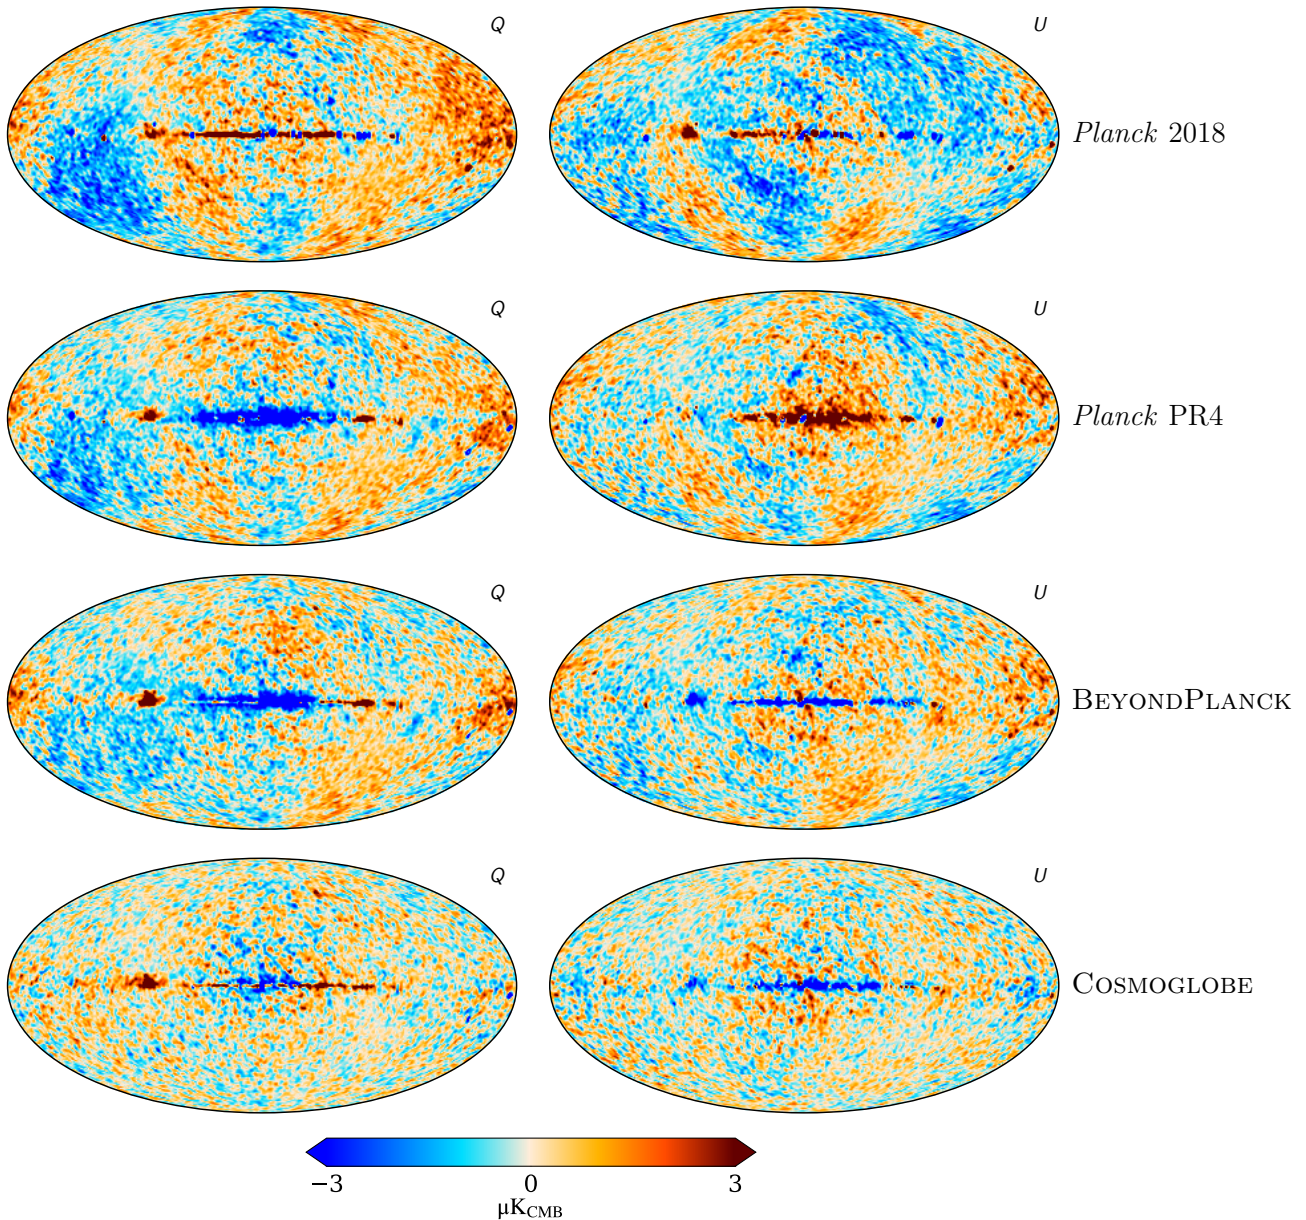 Q
U
Planck 2018
Q
U
Planck PR4
Q
U
BEYONDPLANCK
Q
U
COSMOGLOBE
−3 0 3
μK_CMB